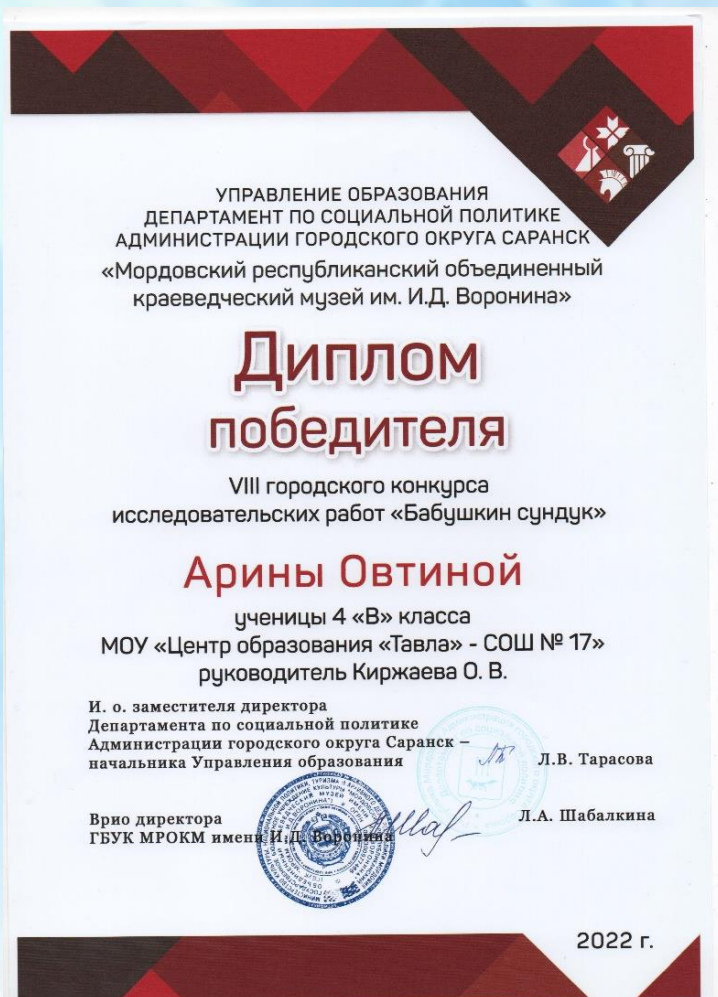 УПРАВЛЕНИЕ ОБРАЗОВАНИЯ
ДЕПАРТАМЕНТ ПО СОЦИАЛЬНОЙ ПОЛИТИКЕ
АДМИНИСТРАЦИИ ГОРОДСКОГО ОКРУГА САРАНСК
«Мордовский республиканский объединенный
краеведческий музей им. И.Д. Воронина»
Диплом
победителя
VIII городского конкурса
исследовательских работ «Бабушкин сундук»
Арины Овтиной
ученицы 4 «В» класса
МОУ «Центр образования «Тавла» - СОШ № 17»
руководитель Киржаева О. В.
И. о. заместителя директора
Департамента по социальной политике
Администрации городского округа Саранск –
начальника Управления образования Л.В. Тарасова
Врио директора Л.А. Шабалкина
ГБУК МРОКМ имени И.Д. Воронина
2022 г.